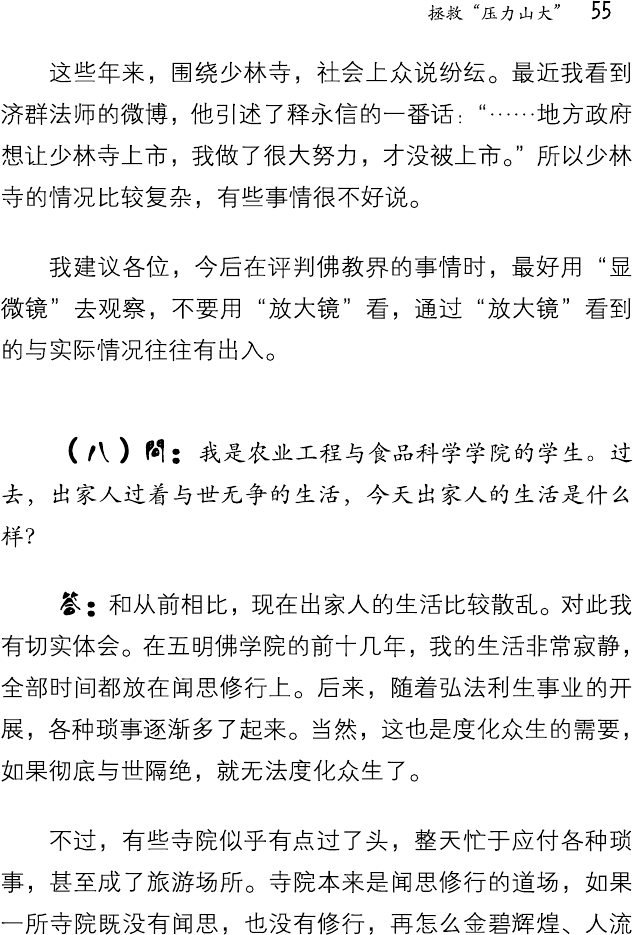 拯救“压力山大” 55
这些年来，围绕少林寺，社会上众说纷纭。最近我看到
济群法师的微博，他引述了释永信的一番话：“……地方政府
想让少林寺上市，我做了很大努力，才没被上市。”所以少林
寺的情况比较复杂，有些事情很不好说。
我建议各位，今后在评判佛教界的事情时，最好用“显
微镜”去观察，不要用“放大镜”看，通过“放大镜”看到
的与实际情况往往有出入。
（八）問：我是农业工程与食品科学学院的学生。过
去，出家人过着与世无争的生活，今天出家人的生活是什么
样？
答：和从前相比，现在出家人的生活比较散乱。对此我
有切实体会。在五明佛学院的前十几年，我的生活非常寂静，
全部时间都放在闻思修行上。后来，随着弘法利生事业的开
展，各种琐事逐渐多了起来。当然，这也是度化众生的需要，
如果彻底与世隔绝，就无法度化众生了。
不过，有些寺院似乎有点过了头，整天忙于应付各种琐
事，甚至成了旅游场所。寺院本来是闻思修行的道场，如果
一所寺院既没有闻思，也没有修行，再怎么金碧辉煌、人流